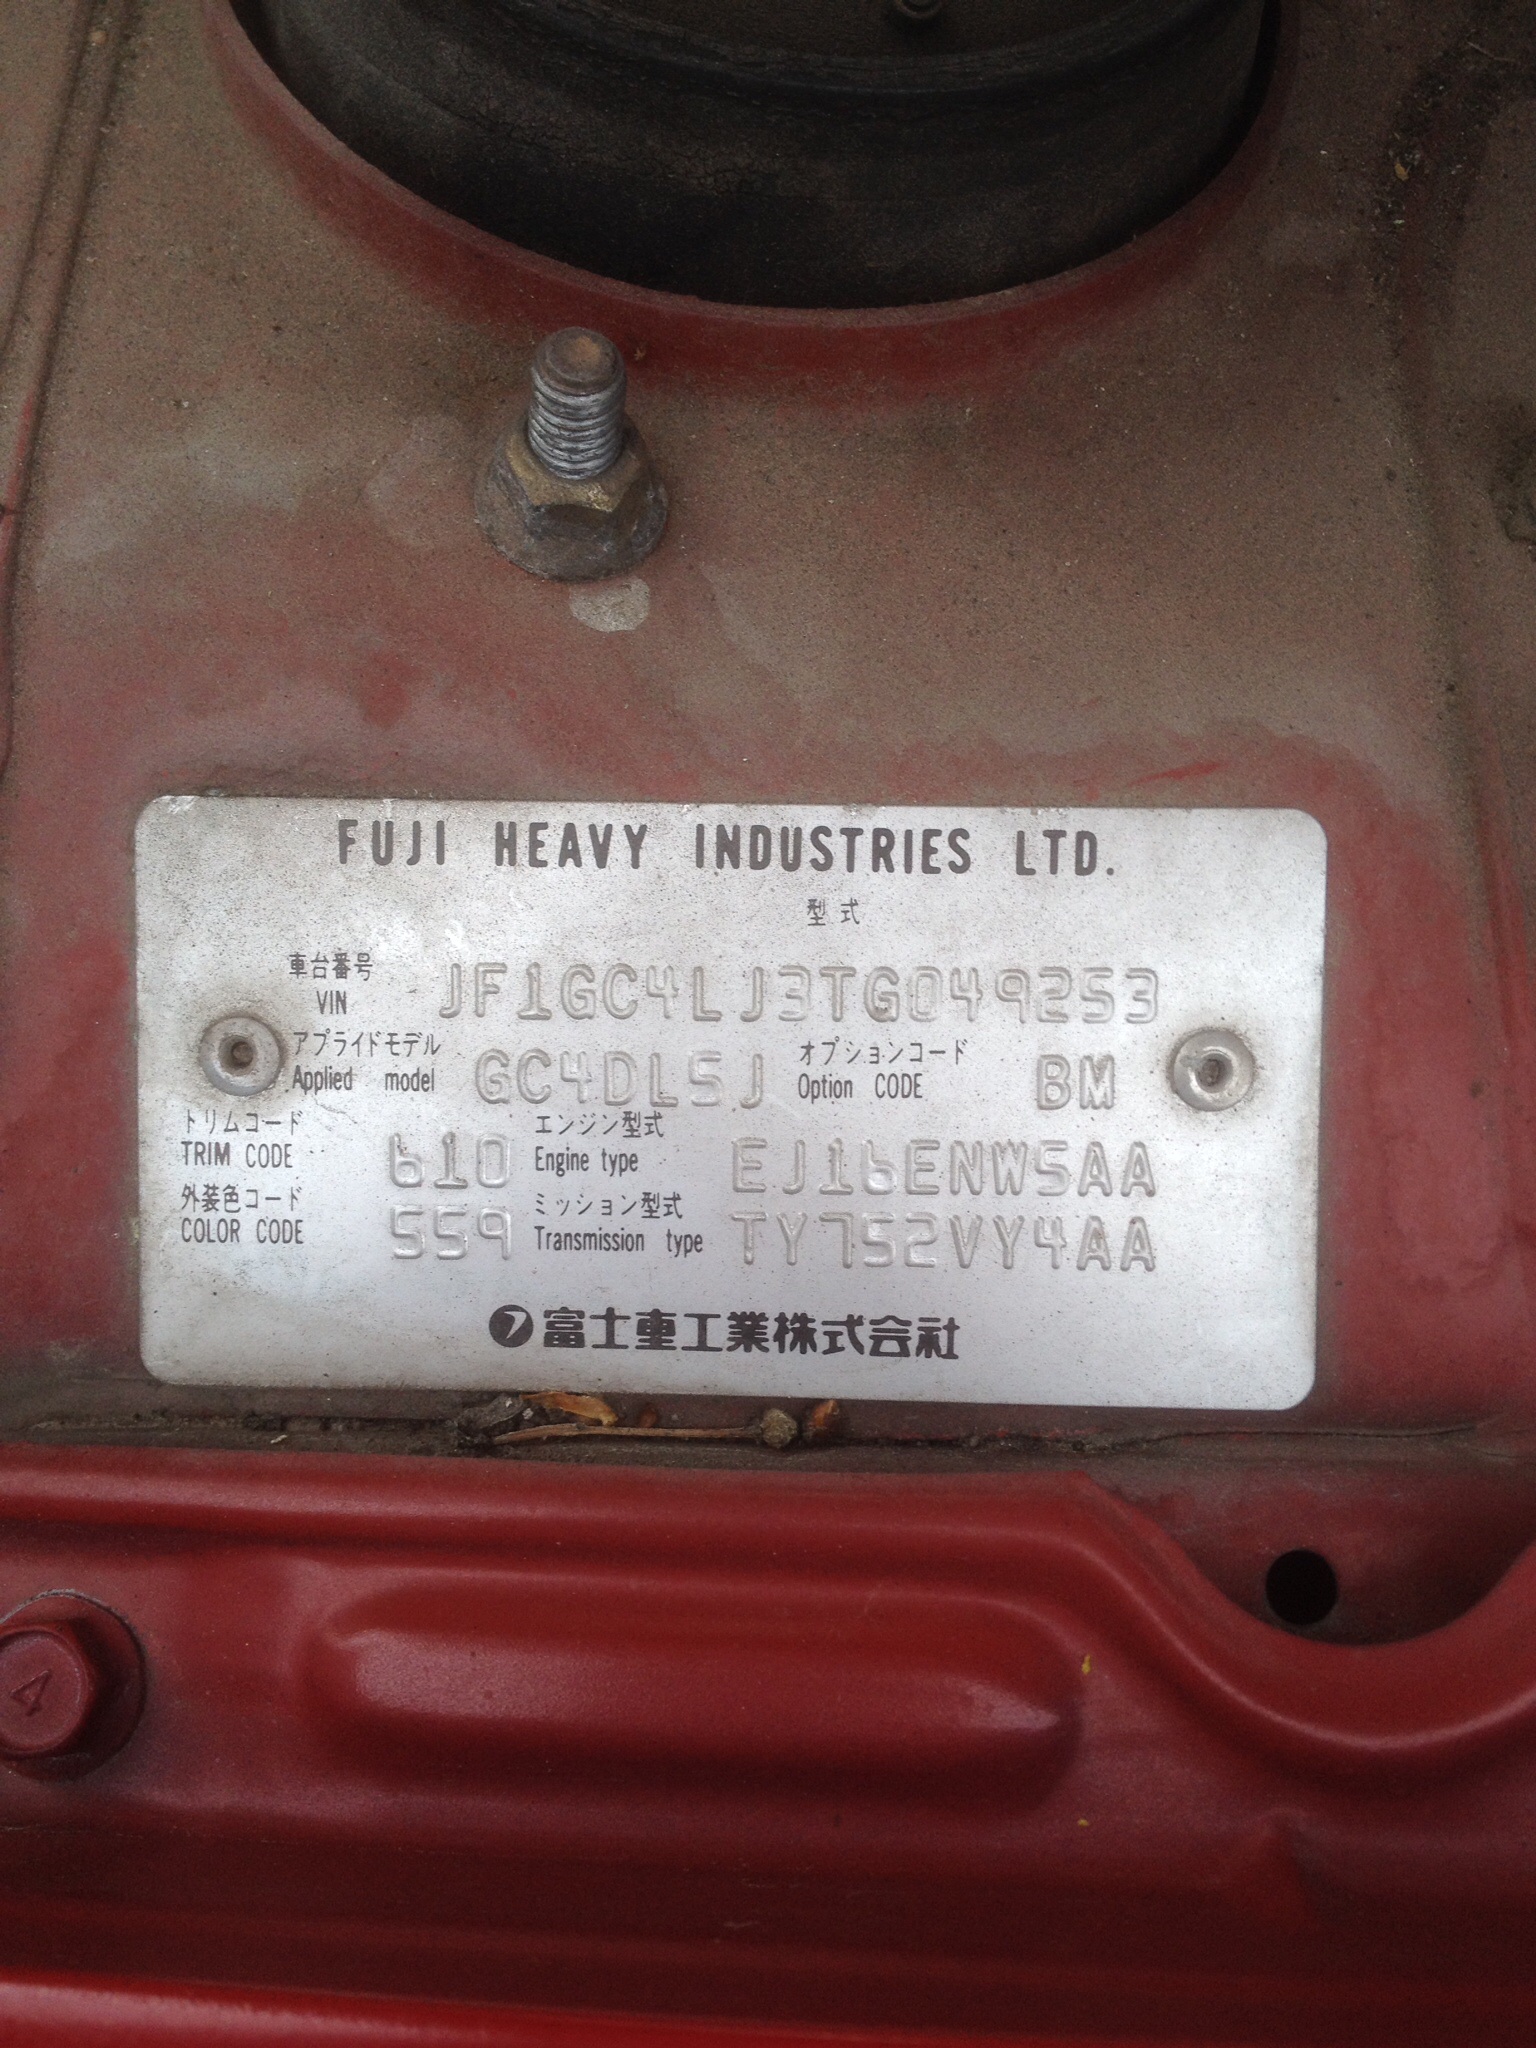 FUJI HEAVY INDUSTRIES LTD.
型式
車台番号
VIN JF1GC4LJ3TG049253
アプライドモデル オプションコード
Applied model GC4DL5J Option CODE BM
トリムコード エンジン型式
TRIM CODE 610 Engine type EJ16ENW5AA
外装色コード ミッション型式
COLOR CODE 559 Transmission type TY752VY4AA
富士重工業株式会社
4